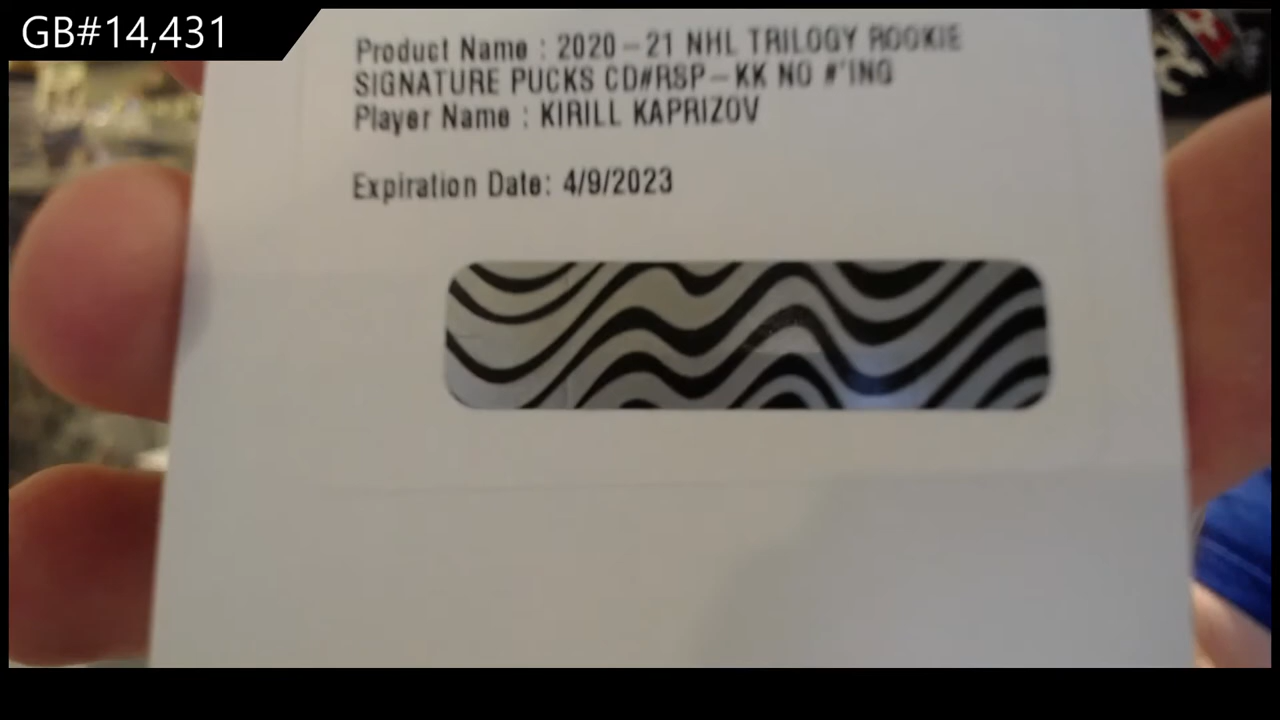 GB#14,431
Product Name : 2020-21 NHL TRILOGY ROOKIE
SIGNATURE PUCKS CD#RSP-KK NO #'ING
Player Name : KIRILL KAPRIZOV
Expiration Date: 4/9/2023